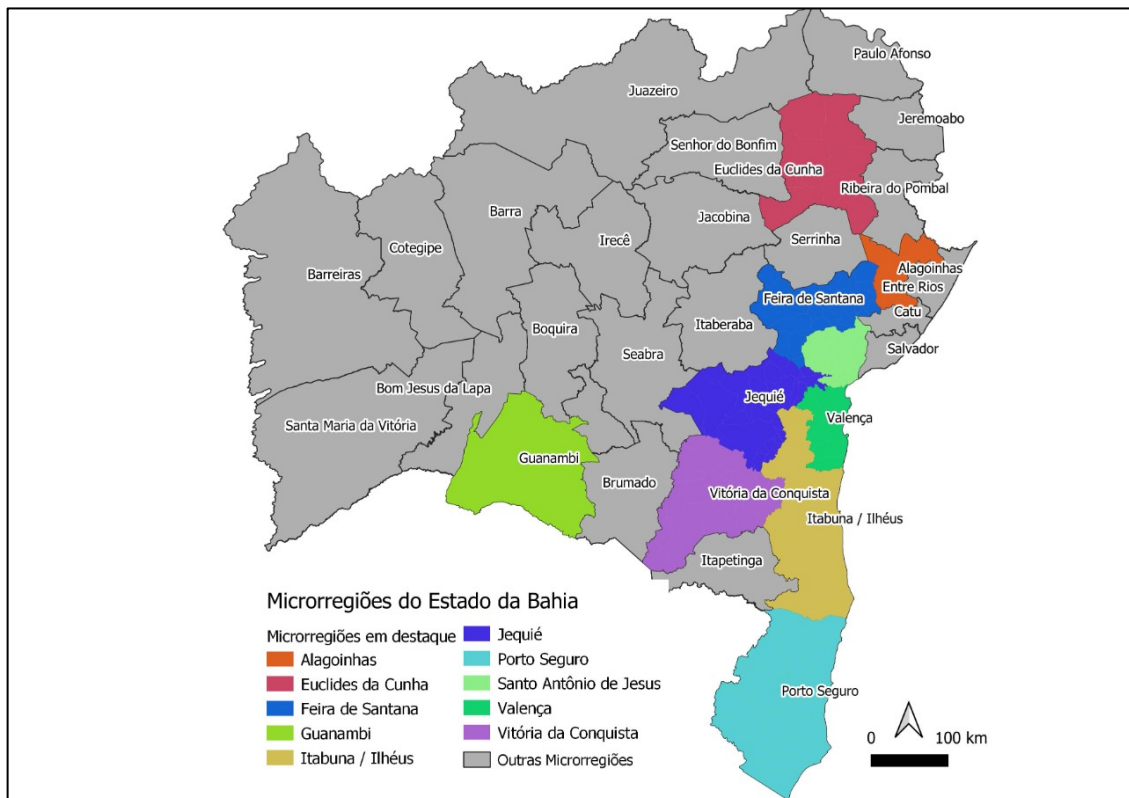 Paulo Afonso
Juazeiro
Jeremoabo
Senhor do Bonfim
Euclides da Cunha
Ribeira do Pombal
Barra
Jacobina
Irecê
Serrinha
Cotegipe
Alagoinhas
Barreiras
Entre Rios
Feira de Santana
Catu
Itaberaba
Boquira
Salvador
Seabra
Bom Jesus da Lapa
Jequié
Valença
Santa Maria da Vitória
Guanambi
Brumado
Vitória da Conquista
Itabuna / Ilhéus
Itapetinga
Porto Seguro
Microrregiões do Estado da Bahia
Microrregiões em destaque
Alagoinhas
Euclides da Cunha
Feira de Santana
Guanambi
Itabuna / Ilhéus
Jequié
Porto Seguro
Santo Antônio de Jesus
Valença
Vitória da Conquista
Outras Microrregiões
0 100 km